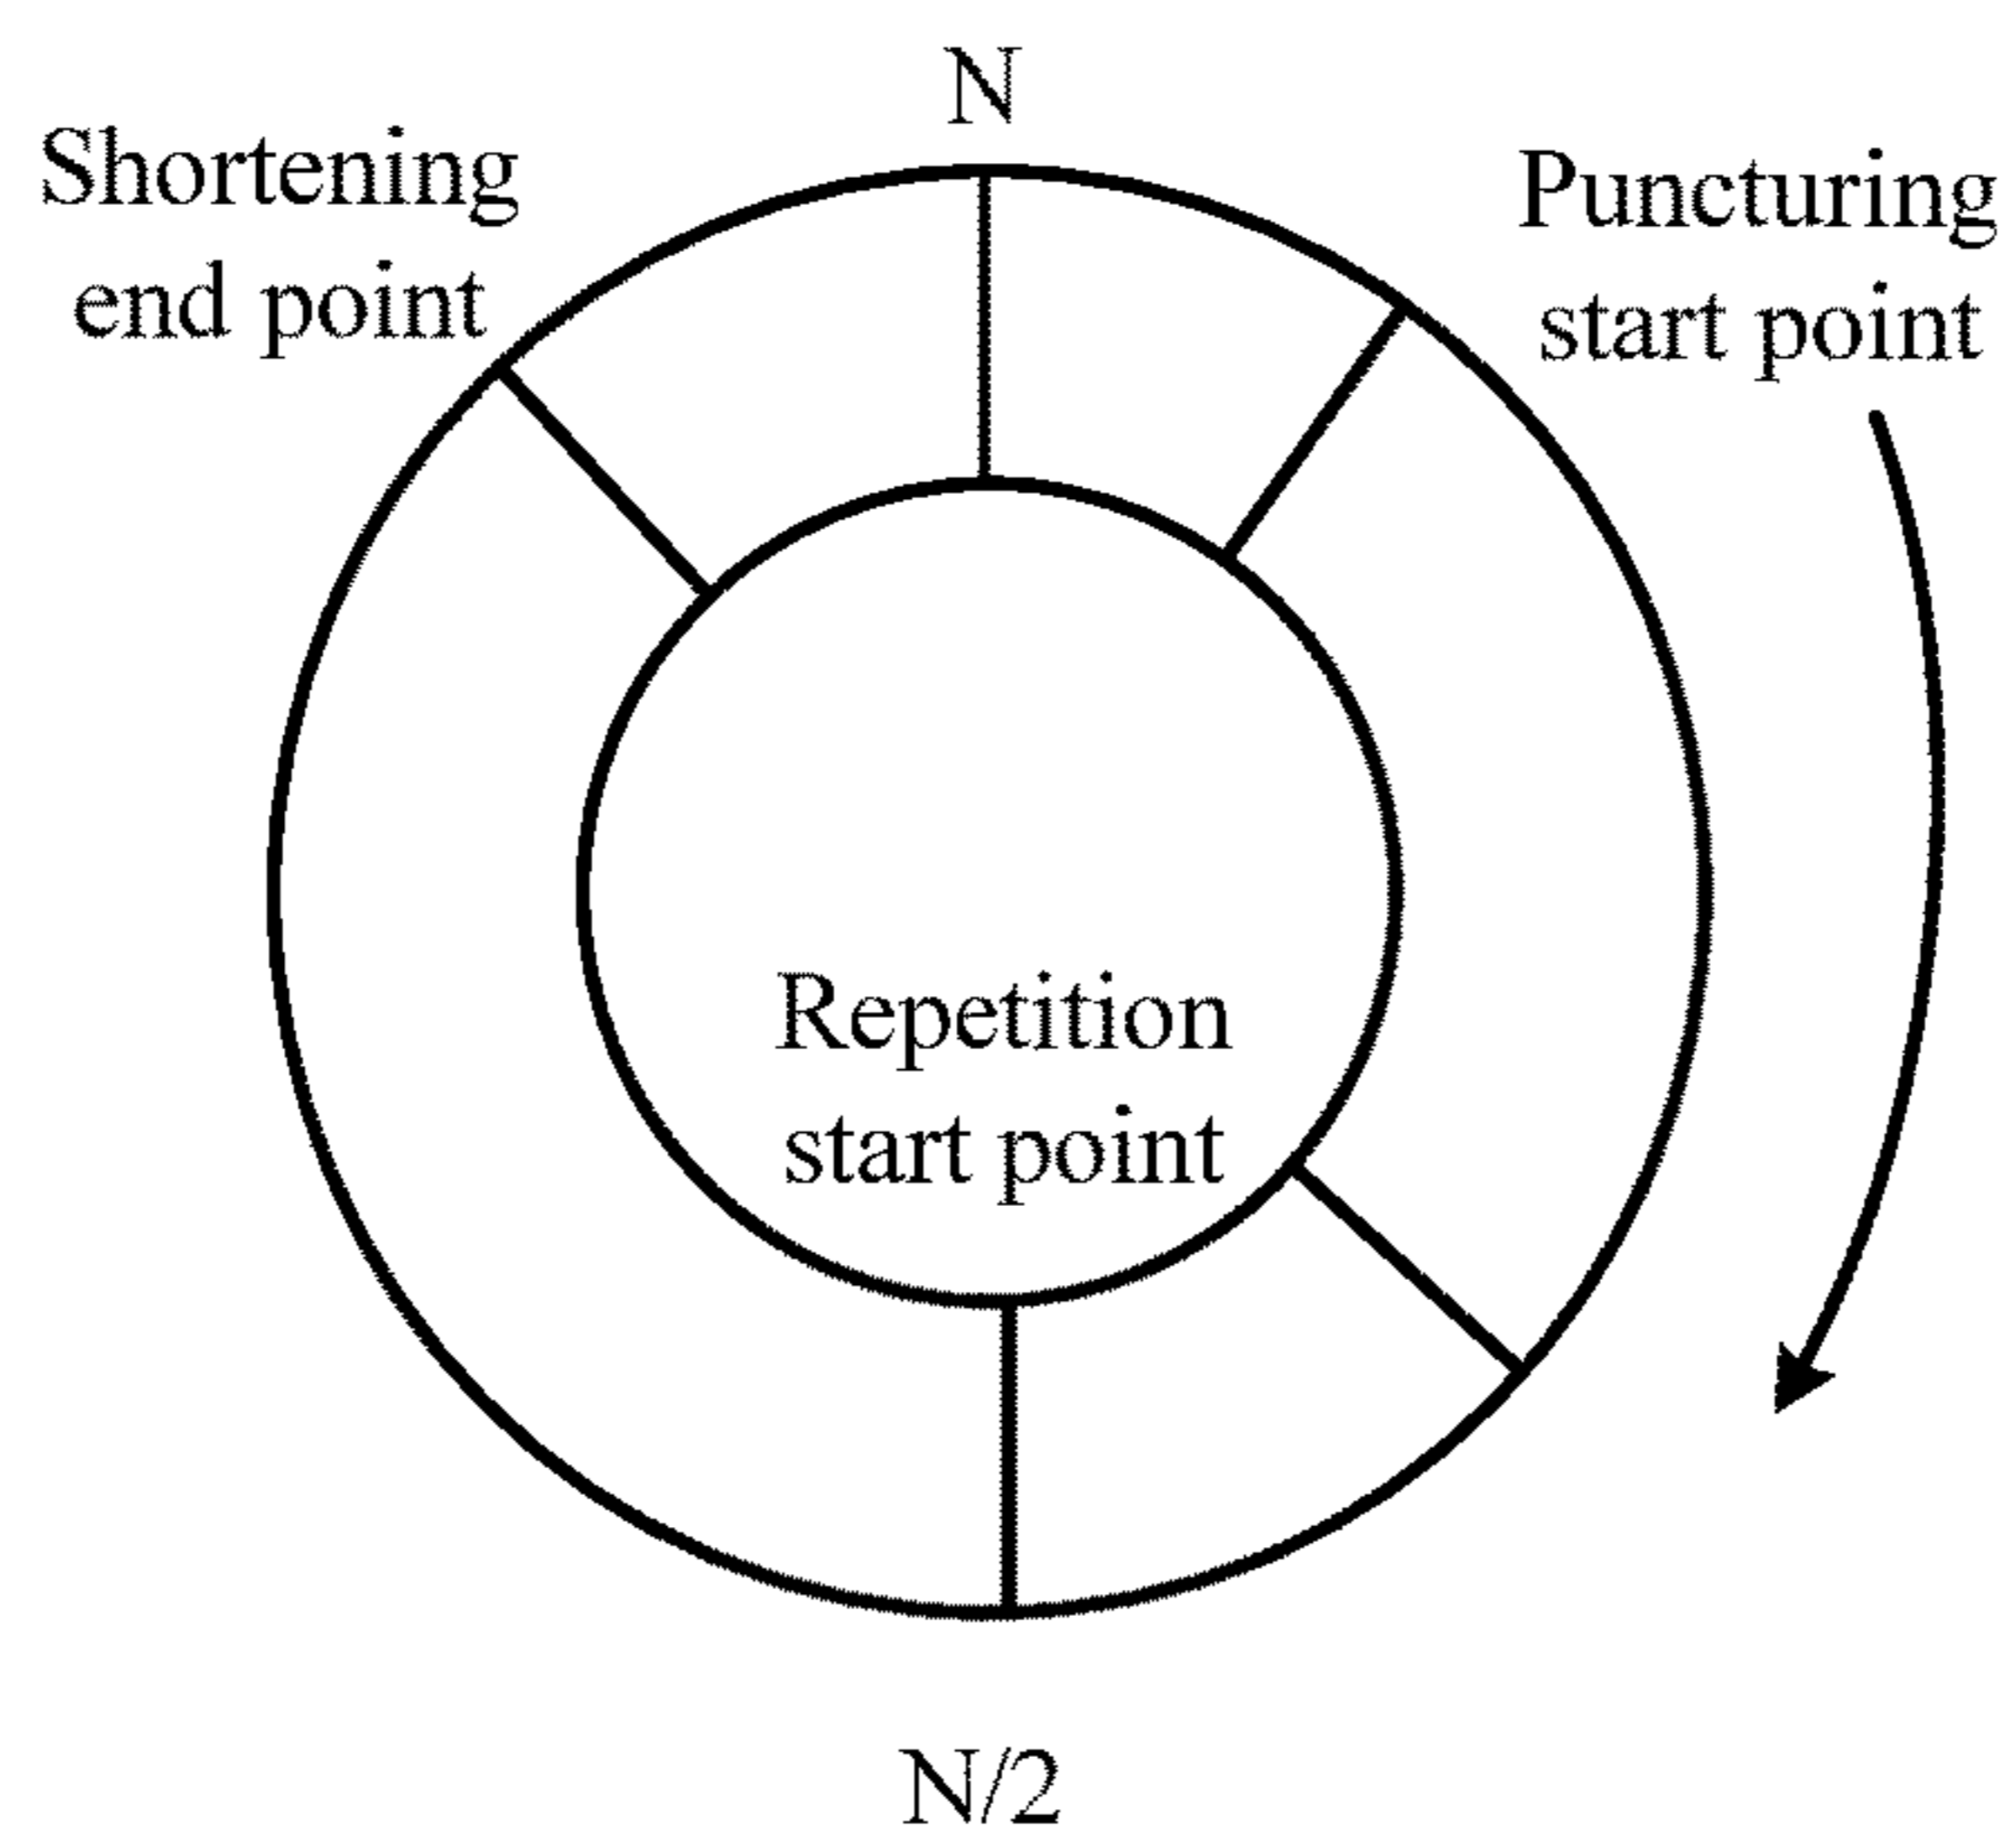 N
Shortening
end point
Puncturing
start point
Repetition
start point
N/2